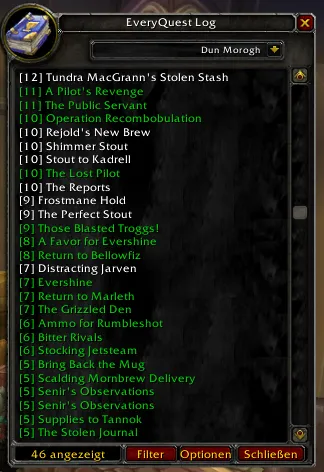 EveryQuest Log
Dun Morogh
[12] Tundra MacGrann's Stolen Stash
[11] A Pilot's Revenge
[11] The Public Servant
[10] Operation Recombobulation
[10] Rejold's New Brew
[10] Shimmer Stout
[10] Stout to Kadrell
[10] The Lost Pilot
[10] The Reports
[9] Frostmane Hold
[9] The Perfect Stout
[9] Those Blasted Troggs!
[8] A Favor for Evershine
[8] Return to Bellowfiz
[7] Distracting Jarven
[7] Evershine
[7] Return to Marleth
[7] The Grizzled Den
[6] Ammo for Rumbleshot
[6] Bitter Rivals
[6] Stocking Jetsteam
[5] Bring Back the Mug
[5] Scalding Mornbrew Delivery
[5] Senir's Observations
[5] Senir's Observations
[5] Supplies to Tannok
[5] The Stolen Journal
46 angezeigt Filter Optionen Schließen